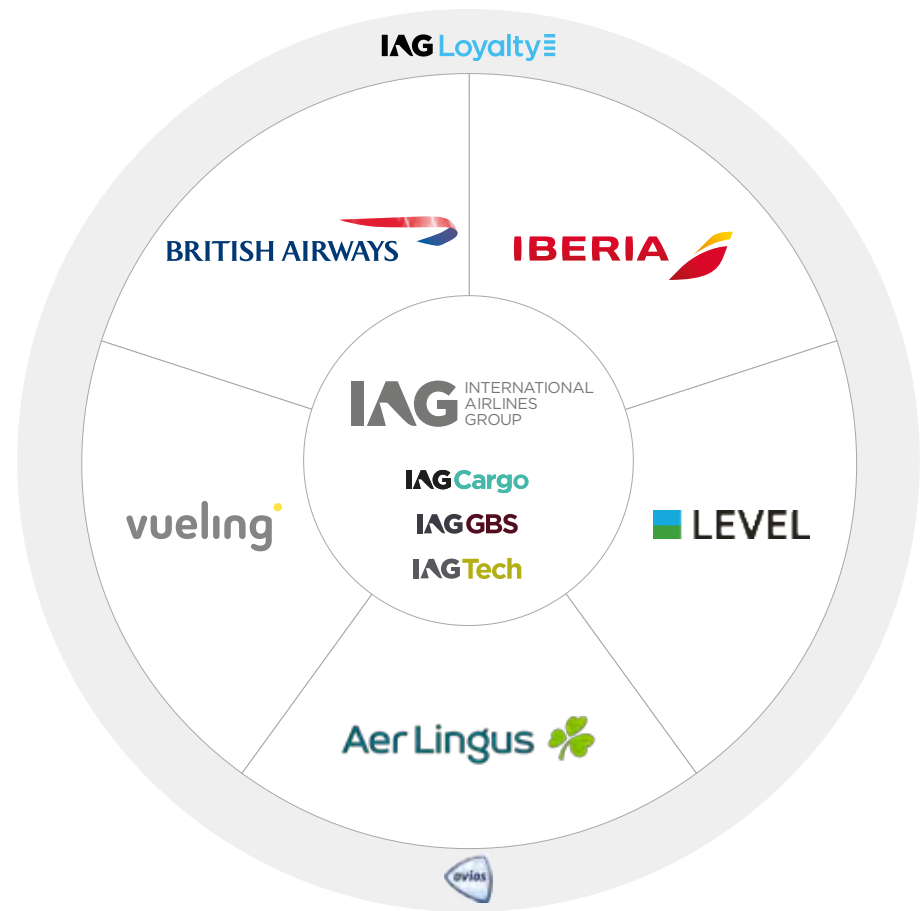 IAG Loyalty
BRITISH AIRWAYS
IBERIA
IAG INTERNATIONAL
AIRLINES
GROUP
IAG Cargo
IAG GBS
IAG Tech
vueling
LEVEL
Aer Lingus
avios